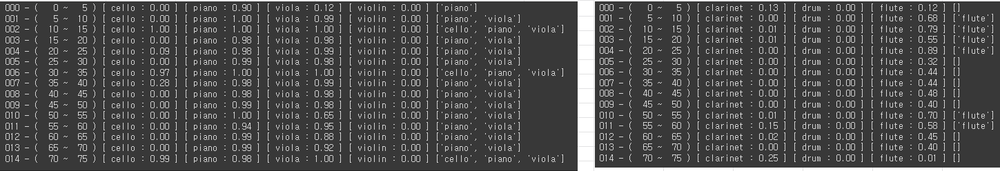 000 - (   0 ~   5) [ cello : 0.00 ] [ piano : 0.90 ] [ viola : 0.12 ] [ violin : 0.00 ] ['piano']
001 - (   5 ~  10) [ cello : 0.00 ] [ piano : 1.00 ] [ viola : 0.99 ] [ violin : 0.00 ] ['piano', 'viola']
002 - (  10 ~  15) [ cello : 1.00 ] [ piano : 1.00 ] [ viola : 1.00 ] [ violin : 0.00 ] ['cello', 'piano', 'viola']
003 - (  15 ~  20) [ cello : 0.00 ] [ piano : 0.98 ] [ viola : 0.98 ] [ violin : 0.00 ] ['piano', 'viola']
004 - (  20 ~  25) [ cello : 0.09 ] [ piano : 0.98 ] [ viola : 0.99 ] [ violin : 0.00 ] ['piano', 'viola']
005 - (  25 ~  30) [ cello : 0.00 ] [ piano : 0.99 ] [ viola : 0.98 ] [ violin : 0.00 ] ['piano', 'viola']
006 - (  30 ~  35) [ cello : 0.97 ] [ piano : 1.00 ] [ viola : 1.00 ] [ violin : 0.00 ] ['cello', 'piano', 'viola']
007 - (  35 ~  40) [ cello : 0.28 ] [ piano : 0.98 ] [ viola : 0.99 ] [ violin : 0.00 ] ['piano', 'viola']
008 - (  40 ~  45) [ cello : 0.00 ] [ piano : 0.98 ] [ viola : 0.98 ] [ violin : 0.00 ] ['piano', 'viola']
009 - (  45 ~  50) [ cello : 0.00 ] [ piano : 0.99 ] [ viola : 0.98 ] [ violin : 0.00 ] ['piano', 'viola']
010 - (  50 ~  55) [ cello : 0.00 ] [ piano : 1.00 ] [ viola : 0.65 ] [ violin : 0.00 ] ['piano', 'viola']
011 - (  55 ~  60) [ cello : 0.00 ] [ piano : 0.94 ] [ viola : 0.95 ] [ violin : 0.00 ] ['piano', 'viola']
012 - (  60 ~  65) [ cello : 0.00 ] [ piano : 0.99 ] [ viola : 0.88 ] [ violin : 0.00 ] ['piano', 'viola']
013 - (  65 ~  70) [ cello : 0.00 ] [ piano : 0.99 ] [ viola : 0.92 ] [ violin : 0.00 ] ['piano', 'viola']
014 - (  70 ~  75) [ cello : 0.99 ] [ piano : 0.98 ] [ viola : 1.00 ] [ violin : 0.00 ] ['cello', 'piano', 'viola']
000 - (   0 ~   5) [ clarinet : 0.13 ] [ drum : 0.00 ] [ flute : 0.12 ] []
001 - (   5 ~  10) [ clarinet : 0.00 ] [ drum : 0.00 ] [ flute : 0.68 ] ['flute']
002 - (  10 ~  15) [ clarinet : 0.01 ] [ drum : 0.00 ] [ flute : 0.79 ] ['flute']
003 - (  15 ~  20) [ clarinet : 0.01 ] [ drum : 0.00 ] [ flute : 0.55 ] ['flute']
004 - (  20 ~  25) [ clarinet : 0.00 ] [ drum : 0.00 ] [ flute : 0.89 ] ['flute']
005 - (  25 ~  30) [ clarinet : 0.00 ] [ drum : 0.00 ] [ flute : 0.32 ] []
006 - (  30 ~  35) [ clarinet : 0.00 ] [ drum : 0.00 ] [ flute : 0.44 ] []
007 - (  35 ~  40) [ clarinet : 0.00 ] [ drum : 0.00 ] [ flute : 0.44 ] []
008 - (  40 ~  45) [ clarinet : 0.00 ] [ drum : 0.00 ] [ flute : 0.48 ] []
009 - (  45 ~  50) [ clarinet : 0.00 ] [ drum : 0.00 ] [ flute : 0.40 ] []
010 - (  50 ~  55) [ clarinet : 0.01 ] [ drum : 0.00 ] [ flute : 0.70 ] ['flute']
011 - (  55 ~  60) [ clarinet : 0.15 ] [ drum : 0.00 ] [ flute : 0.58 ] ['flute']
012 - (  60 ~  65) [ clarinet : 0.02 ] [ drum : 0.00 ] [ flute : 0.45 ] []
013 - (  65 ~  70) [ clarinet : 0.00 ] [ drum : 0.00 ] [ flute : 0.40 ] []
014 - (  70 ~  75) [ clarinet : 0.25 ] [ drum : 0.00 ] [ flute : 0.01 ] []